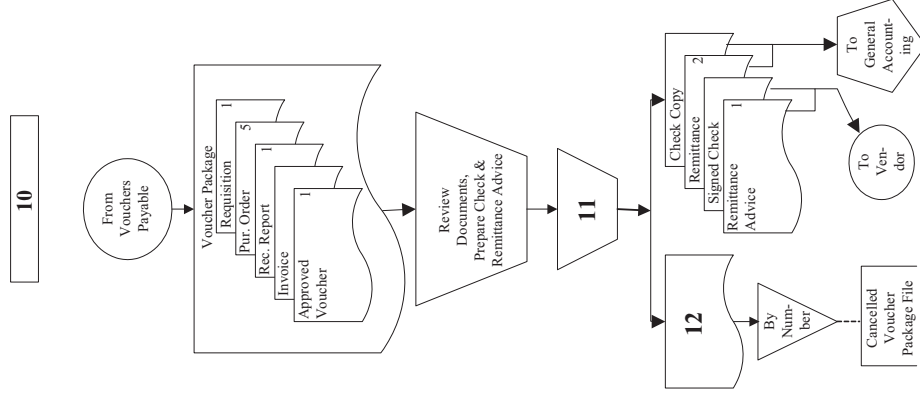 10
From
Vouchers
Payable
Voucher Package
Requisition
1
Pur. Order
5
Rec. Report
1
Invoice
Approved
Voucher
1
Review
Documents,
Prepare Check &
Remittance Advice
11
12
By
Num-
ber
Cancelled
Voucher
Package File
Check Copy
Remittance
2
Signed Check
Remittance
Advice
1
To
Ven-
dor
To
General
Account-
ing